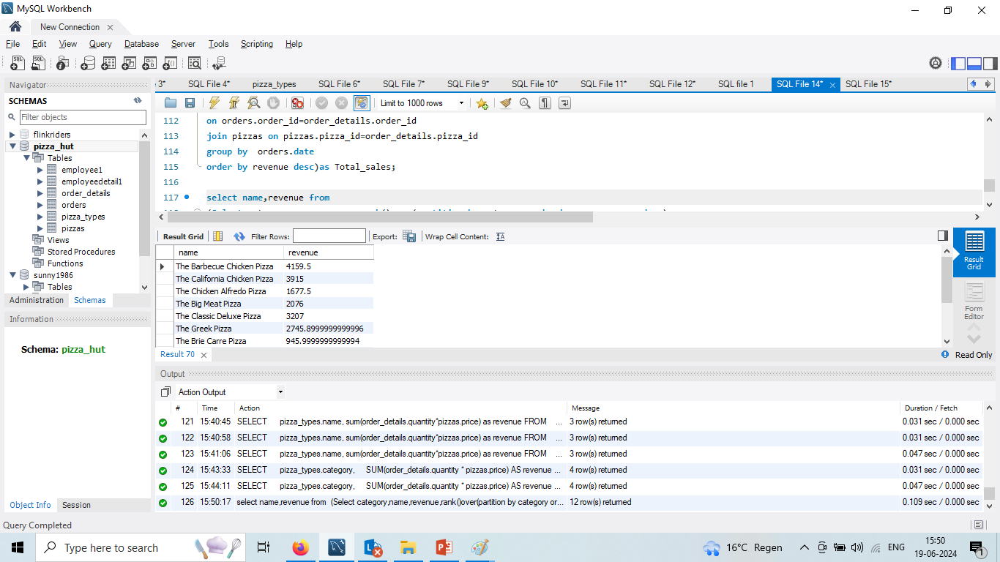 MySQL Workbench
New Connection
File Edit View Query Database Server Tools Scripting Help
Navigator
3* SQL File 4* pizza_types SQL File 6* SQL File 7* SQL File 9* SQL File 10* SQL File 11* SQL File 12* SQL file 1 SQL File 14* SQL File 15*
SCHEMAS
Filter objects
flinkriders
pizza_hut
Tables
employee1
employeedetail1
order_details
orders
pizza_types
pizzas
Views
Stored Procedures
Functions
sunny1986
Tables
Administration Schemas
Information
Schema: pizza_hut
Object Info Session
Limit to 1000 rows
112 on orders.order_id=order_details.order_id
113 join pizzas on pizzas.pizza_id=order_details.pizza_id
114 group by orders.date
115 order by revenue desc)as Total_sales;
116
117 select name,revenue from
Result Grid Filter Rows: Export: Wrap Cell Content:
name revenue
The Barbecue Chicken Pizza 4159.5
The California Chicken Pizza 3915
The Chicken Alfredo Pizza 1677.5
The Big Meat Pizza 2076
The Classic Deluxe Pizza 3207
The Greek Pizza 2745.8999999999996
The Brie Carre Pizza 945.9999999999994
Result Grid
Form Editor
Result 70
Read Only
Output
Action Output
# Time Action Message Duration / Fetch
121 15:40:45 SELECT pizza_types.name, sum(order_details.quantity*pizzas.price) as revenue FROM ... 3 row(s) returned 0.031 sec / 0.000 sec
122 15:40:58 SELECT pizza_types.name, sum(order_details.quantity*pizzas.price) as revenue FROM ... 3 row(s) returned 0.031 sec / 0.000 sec
123 15:41:06 SELECT pizza_types.name, sum(order_details.quantity*pizzas.price) as revenue FROM ... 3 row(s) returned 0.047 sec / 0.000 sec
124 15:43:33 SELECT pizza_types.category, SUM(order_details.quantity * pizzas.price) AS revenue ... 4 row(s) returned 0.031 sec / 0.000 sec
125 15:44:11 SELECT pizza_types.category, SUM(order_details.quantity * pizzas.price) AS revenue ... 4 row(s) returned 0.047 sec / 0.000 sec
126 15:50:17 select name,revenue from (Select category,name,revenue,rank()over(partition by category or... 12 row(s) returned 0.109 sec / 0.000 sec
Query Completed
Type here to search
16°C Regen
ENG
15:50
19-06-2024
1